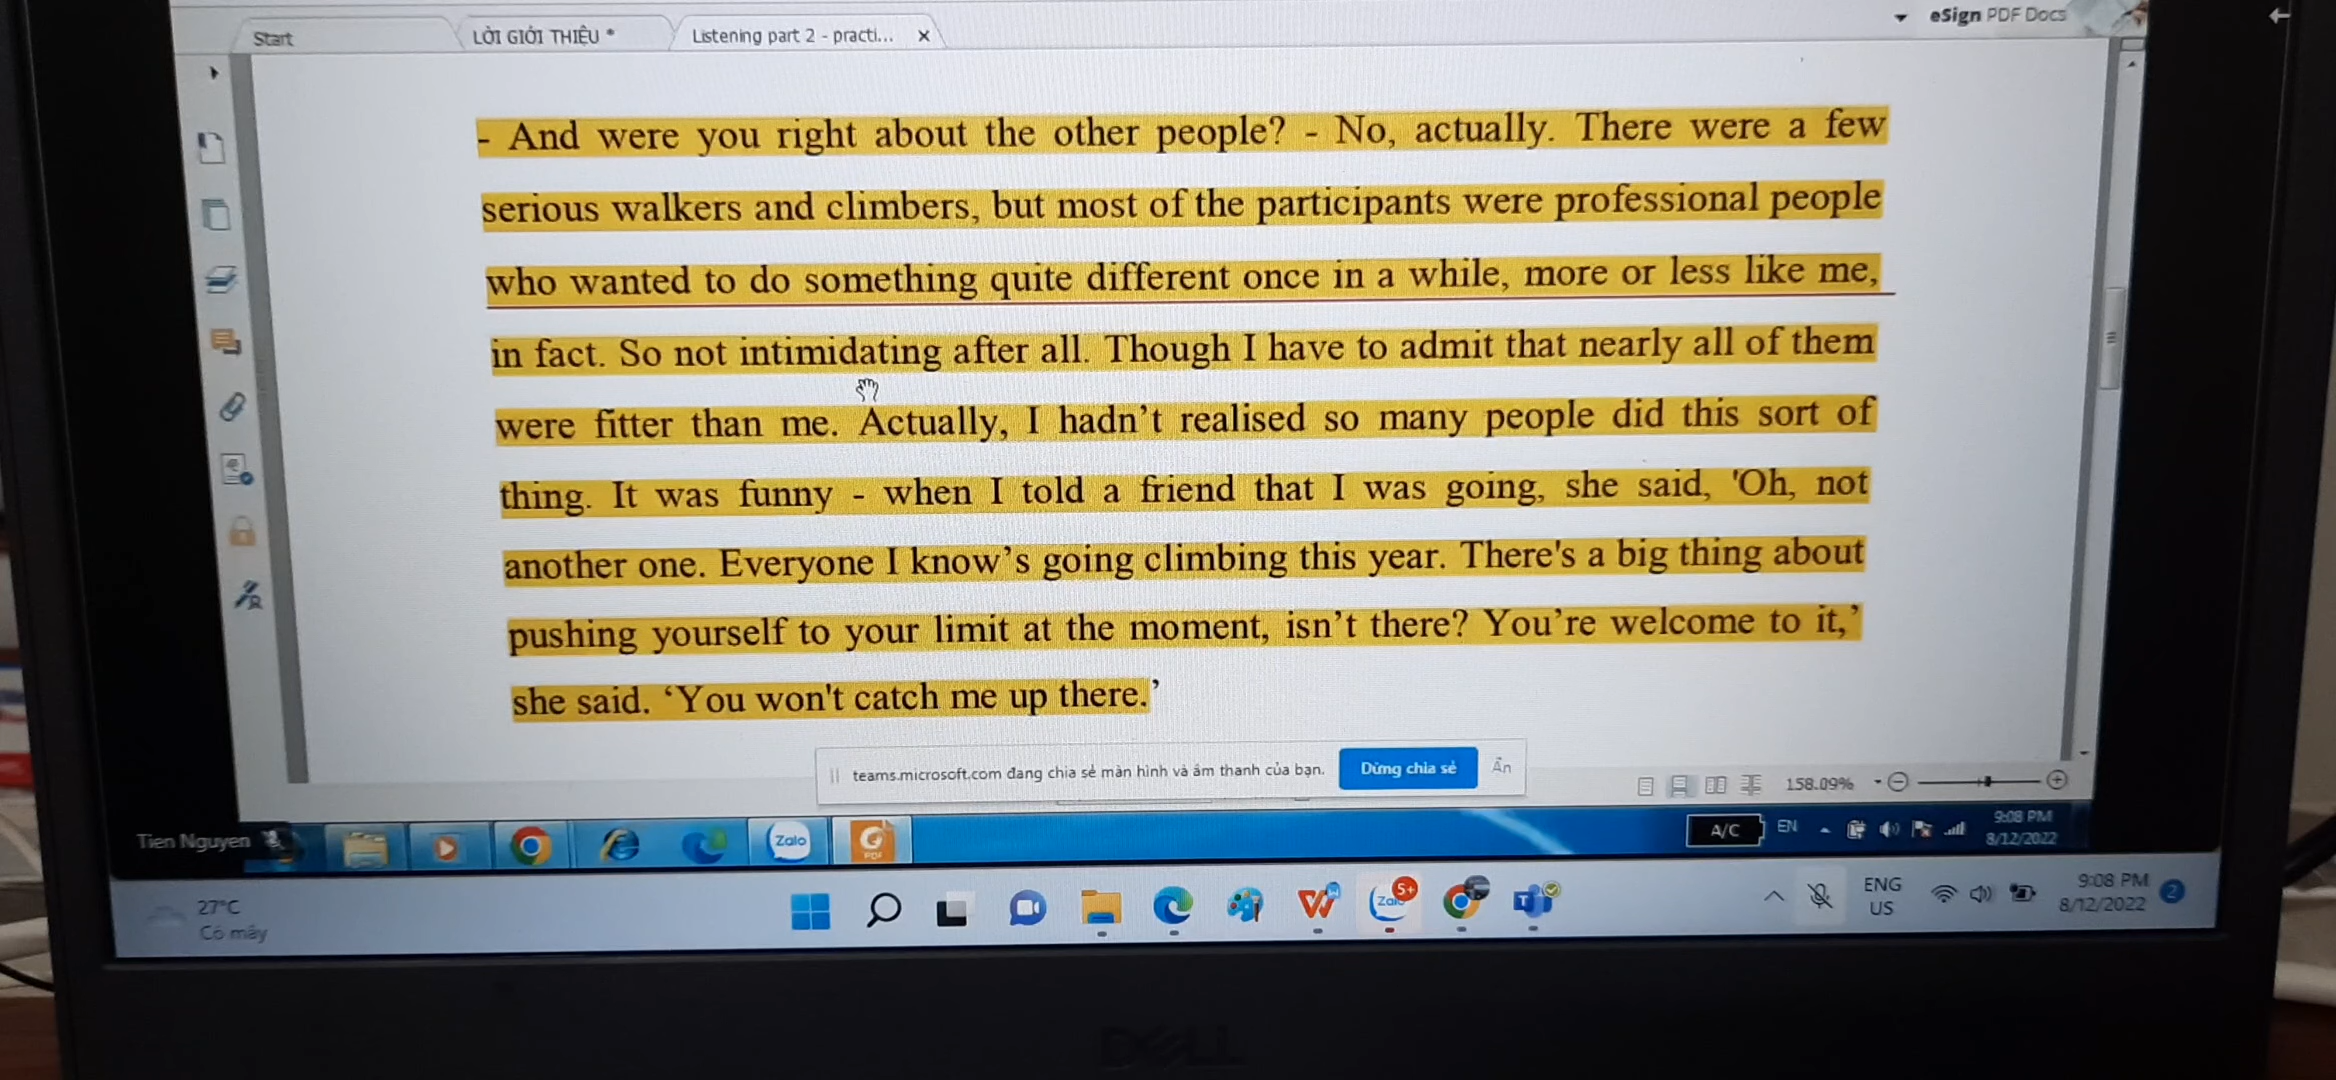 Start
LỜI GIỚI THIỆU *
Listening part 2 - practi...
eSign PDF Docs
- And were you right about the other people? - No, actually. There were a few
serious walkers and climbers, but most of the participants were professional people
who wanted to do something quite different once in a while, more or less like me,
in fact. So not intimidating after all. Though I have to admit that nearly all of them
were fitter than me. Actually, I hadn’t realised so many people did this sort of
thing. It was funny - when I told a friend that I was going, she said, 'Oh, not
another one. Everyone I know’s going climbing this year. There's a big thing about
pushing yourself to your limit at the moment, isn’t there? You’re welcome to it,’
she said. ‘You won't catch me up there.’
teams.microsoft.com đang chia sẻ màn hình và âm thanh của bạn.
Dừng chia sẻ
Ẩn
158.09%
Tien Nguyen
Zalo
PDF
A/C
EN
9:08 PM
8/12/2022
27°C
Có mây
5+
ENG
US
9:08 PM
8/12/2022
2
DELL